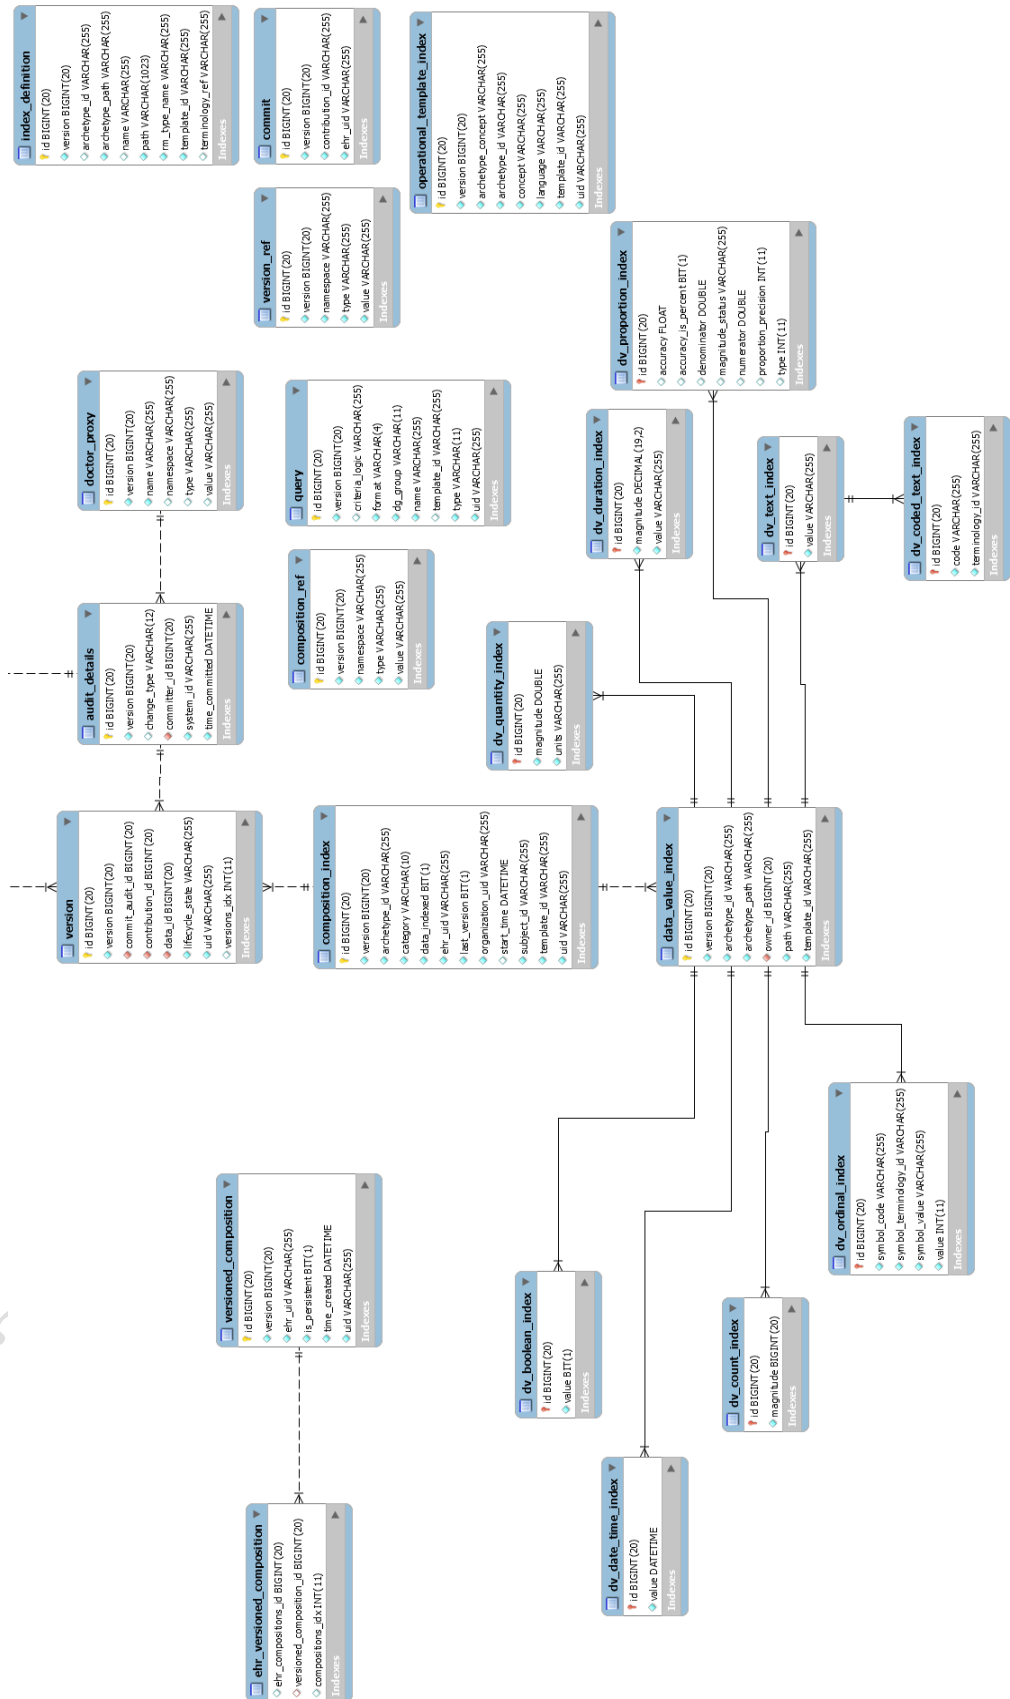 ehr_versioned_composition
ehr_compositions_id BIGINT(20)
versioned_composition_id BIGINT(20)
compositions_idx INT(11)
Indexes
versioned_composition
id BIGINT(20)
version BIGINT(20)
ehr_uid VARCHAR(255)
is_persistent BIT(1)
time_created DATETIME
uid VARCHAR(255)
Indexes
version
id BIGINT(20)
version BIGINT(20)
commit_audit_id BIGINT(20)
contribution_id BIGINT(20)
data_id BIGINT(20)
lifecycle_state VARCHAR(255)
uid VARCHAR(255)
versions_idx INT(11)
Indexes
audit_details
id BIGINT(20)
version BIGINT(20)
change_type VARCHAR(12)
committer_id BIGINT(20)
system_id VARCHAR(255)
time_committed DATETIME
Indexes
doctor_proxy
id BIGINT(20)
version BIGINT(20)
name VARCHAR(255)
namespace VARCHAR(255)
type VARCHAR(255)
value VARCHAR(255)
Indexes
index_definition
id BIGINT(20)
version BIGINT(20)
archetype_id VARCHAR(255)
archetype_path VARCHAR(255)
name VARCHAR(255)
path VARCHAR(1023)
rm_type_name VARCHAR(255)
template_id VARCHAR(255)
terminology_ref VARCHAR(255)
Indexes
composition_index
id BIGINT(20)
version BIGINT(20)
archetype_id VARCHAR(255)
category VARCHAR(10)
data_indexed BIT(1)
ehr_uid VARCHAR(255)
last_version BIT(1)
organization_uid VARCHAR(255)
start_time DATETIME
subject_id VARCHAR(255)
template_id VARCHAR(255)
uid VARCHAR(255)
Indexes
composition_ref
id BIGINT(20)
version BIGINT(20)
namespace VARCHAR(255)
type VARCHAR(255)
value VARCHAR(255)
Indexes
query
id BIGINT(20)
version BIGINT(20)
criteria_logic VARCHAR(255)
format VARCHAR(4)
dg_group VARCHAR(11)
name VARCHAR(255)
template_id VARCHAR(255)
type VARCHAR(11)
uid VARCHAR(255)
Indexes
version_ref
id BIGINT(20)
version BIGINT(20)
namespace VARCHAR(255)
type VARCHAR(255)
value VARCHAR(255)
Indexes
commit
id BIGINT(20)
version BIGINT(20)
contribution_id VARCHAR(255)
ehr_uid VARCHAR(255)
Indexes
operational_template_index
id BIGINT(20)
version BIGINT(20)
archetype_concept VARCHAR(255)
archetype_id VARCHAR(255)
concept VARCHAR(255)
language VARCHAR(255)
template_id VARCHAR(255)
uid VARCHAR(255)
Indexes
dv_boolean_index
id BIGINT(20)
value BIT(1)
Indexes
dv_quantity_index
id BIGINT(20)
magnitude DOUBLE
units VARCHAR(255)
Indexes
dv_duration_index
id BIGINT(20)
magnitude DECIMAL(19,2)
value VARCHAR(255)
Indexes
dv_proportion_index
id BIGINT(20)
accuracy FLOAT
accuracy_is_percent BIT(1)
denominator DOUBLE
magnitude_status VARCHAR(255)
numerator DOUBLE
proportion_precision INT(11)
type INT(11)
Indexes
dv_date_time_index
id BIGINT(20)
value DATETIME
Indexes
data_value_index
id BIGINT(20)
version BIGINT(20)
archetype_id VARCHAR(255)
archetype_path VARCHAR(255)
owner_id BIGINT(20)
path VARCHAR(255)
template_id VARCHAR(255)
Indexes
dv_count_index
id BIGINT(20)
magnitude BIGINT(20)
Indexes
dv_text_index
id BIGINT(20)
value VARCHAR(255)
Indexes
dv_ordinal_index
id BIGINT(20)
symbol_code VARCHAR(255)
symbol_terminology_id VARCHAR(255)
symbol_value VARCHAR(255)
value INT(11)
Indexes
dv_coded_text_index
id BIGINT(20)
code VARCHAR(255)
terminology_id VARCHAR(255)
Indexes